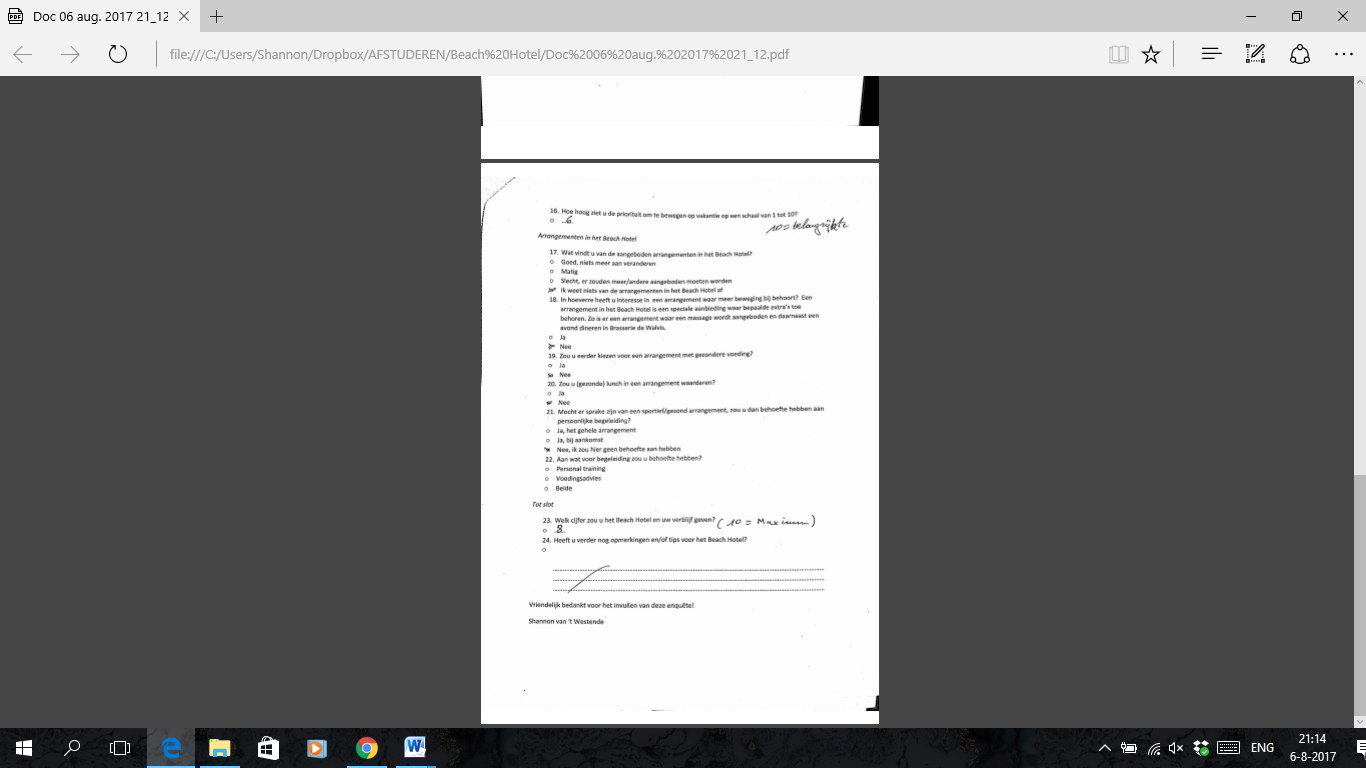 Doc 06 aug. 2017 21_12
file:///C:/Users/Shannon/Dropbox/AFSTUDEREN/Beach%20Hotel/Doc%2006%20aug.%202017%2021_12.pdf
16. Hoe hoog ziet u de prioriteit om te bewegen op vakantie op een schaal van 1 tot 10?
o 6
10 = belangrijkste
Arrangementen in het Beach Hotel
17. Wat vindt u van de aangeboden arrangementen in het Beach Hotel?
o Goed, niets meer aan veranderen
o Matig
o Slecht, er zouden meer/andere aangeboden moeten worden
Ik weet niets van de arrangementen in het Beach Hotel af
18. In hoeverre heeft u interesse in een arrangement waar meer beweging bij behoort? Een
arrangement in het Beach Hotel is een speciale aanbieding waar bepaalde extra's toe
behoren. Zo is er een arrangement waar een massage wordt aangeboden en daarnaast een
avond dineren in Brasserie de Walvis.
o Ja
Nee
19. Zou u eerder kiezen voor een arrangement met gezondere voeding?
o Ja
Nee
20. Zou u (gezonde) lunch in een arrangement waarderen?
o Ja
Nee
21. Mocht er sprake zijn van een sportief/gezond arrangement, zou u dan behoefte hebben aan
persoonlijke begeleiding?
o Ja, het gehele arrangement
o Ja, bij aankomst
Nee, ik zou hier geen behoefte aan hebben
22. Aan wat voor begeleiding zou u behoefte hebben?
o Personal training
o Voedingsadvies
o Beide
Tot slot
23. Welk cijfer zou u het Beach Hotel en uw verblijf geven? (10 = Maximum)
o 8
24. Heeft u verder nog opmerkingen en/of tips voor het Beach Hotel?
o
Vriendelijk bedankt voor het invullen van deze enquête!
Shannon van 't Westende
ENG
21:14
6-8-2017